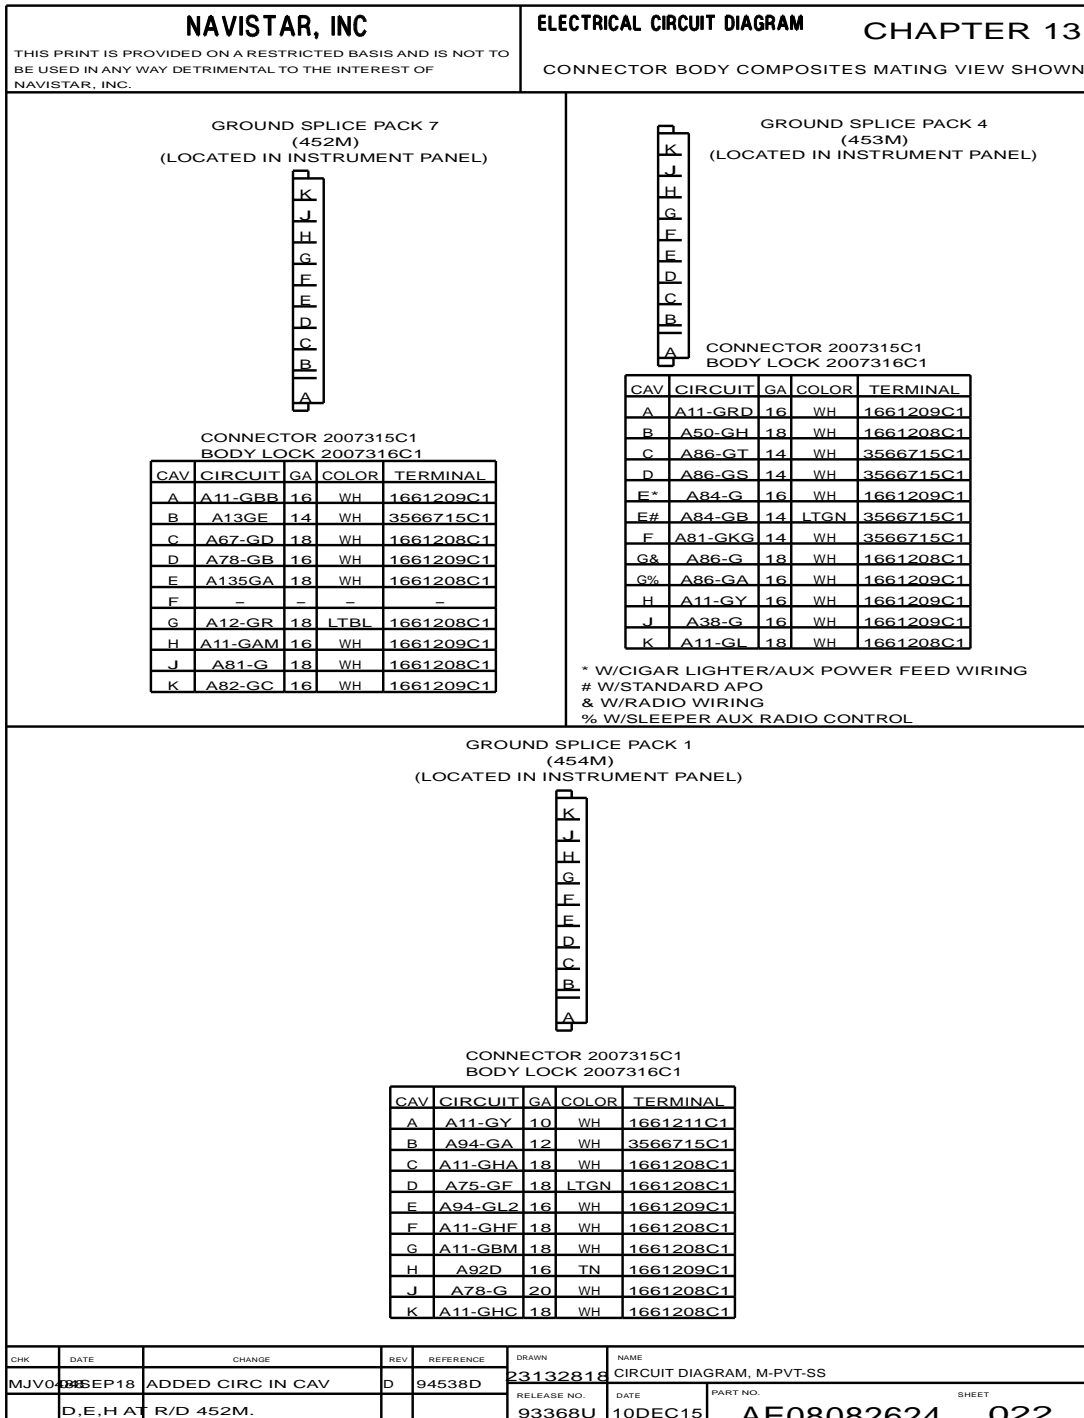 NAVISTAR, INC
THIS PRINT IS PROVIDED ON A RESTRICTED BASIS AND IS NOT TO
BE USED IN ANY WAY DETRIMENTAL TO THE INTEREST OF
NAVISTAR, INC.
ELECTRICAL CIRCUIT DIAGRAM CHAPTER 13
CONNECTOR BODY COMPOSITES MATING VIEW SHOWN
GROUND SPLICE PACK 7
(452M)
(LOCATED IN INSTRUMENT PANEL)
K
J
H
G
F
E
D
C
B
A
CONNECTOR 2007315C1
BODY LOCK 2007316C1
CAV CIRCUIT GA COLOR TERMINAL
A A11-GBB 16 WH 1661209C1
B A13GE 14 WH 3566715C1
C A67-GD 18 WH 1661208C1
D A78-GB 16 WH 1661209C1
E A135GA 18 WH 1661208C1
F – – – –
G A12-GR 18 LTBL 1661208C1
H A11-GAM 16 WH 1661209C1
J A81-G 18 WH 1661208C1
K A82-GC 16 WH 1661209C1
GROUND SPLICE PACK 4
(453M)
(LOCATED IN INSTRUMENT PANEL)
K
J
H
G
F
E
D
C
B
A
CONNECTOR 2007315C1
BODY LOCK 2007316C1
CAV CIRCUIT GA COLOR TERMINAL
A A11-GRD 16 WH 1661209C1
B A50-GH 18 WH 1661208C1
C A86-GT 14 WH 3566715C1
D A86-GS 14 WH 3566715C1
E* A84-G 16 WH 1661209C1
E# A84-GB 14 LTGN 3566715C1
F A81-GKG 14 WH 3566715C1
G& A86-G 18 WH 1661208C1
G% A86-GA 16 WH 1661209C1
H A11-GY 16 WH 1661209C1
J A38-G 16 WH 1661209C1
K A11-GL 18 WH 1661208C1
* W/CIGAR LIGHTER/AUX POWER FEED WIRING
# W/STANDARD APO
& W/RADIO WIRING
% W/SLEEPER AUX RADIO CONTROL
GROUND SPLICE PACK 1
(454M)
(LOCATED IN INSTRUMENT PANEL)
K
J
H
G
F
E
D
C
B
A
CONNECTOR 2007315C1
BODY LOCK 2007316C1
CAV CIRCUIT GA COLOR TERMINAL
A A11-GY 10 WH 1661211C1
B A94-GA 12 WH 3566715C1
C A11-GHA 18 WH 1661208C1
D A75-GF 18 LTGN 1661208C1
E A94-GL2 16 WH 1661209C1
F A11-GHF 18 WH 1661208C1
G A11-GBM 18 WH 1661208C1
H A92D 16 TN 1661209C1
J A78-G 20 WH 1661208C1
K A11-GHC 18 WH 1661208C1
CHK DATE CHANGE REV REFERENCE DRAWN NAME
ADDED CIRC IN CAV D 94538D 23132818 CIRCUIT DIAGRAM, M-PVT-SS
RELEASE NO. DATE PART NO. SHEET
D,E,H AT R/D 452M. 93368U 10DEC15 AE08082624 022